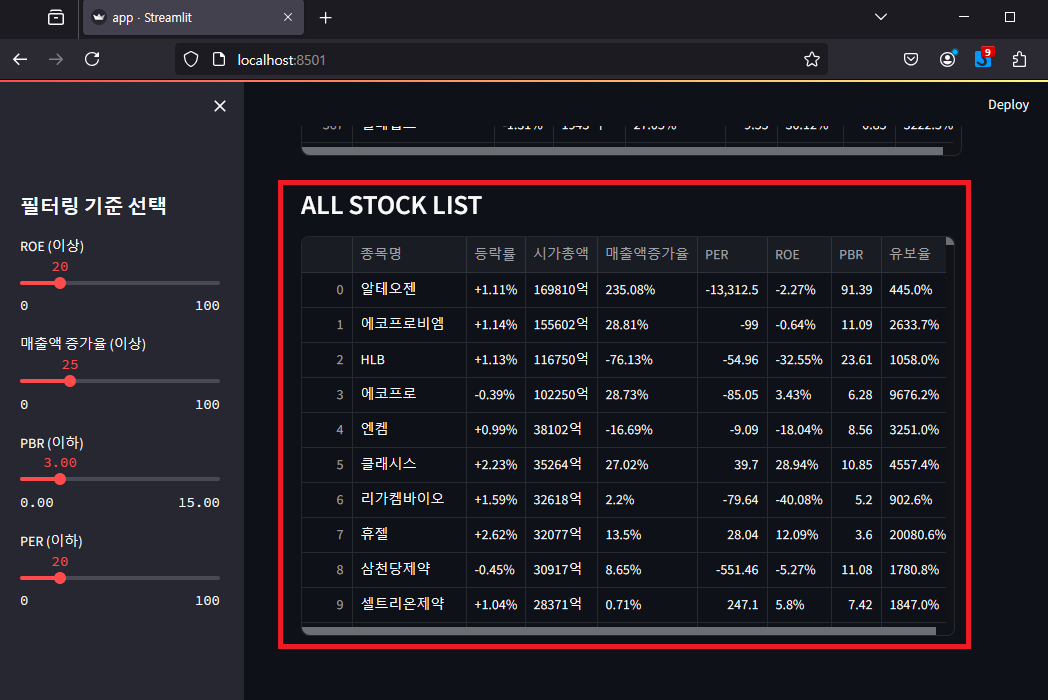 app · Streamlit
localhost:8501
9
Deploy
필터링 기준 선택
ROE (이상)
20
0 100
매출액 증가율 (이상)
25
0 100
PBR (이하)
3.00
0.00 15.00
PER (이하)
20
0 100
ALL STOCK LIST
종목명 등락률 시가총액 매출액증가율 PER ROE PBR 유보율
0 알테오젠 +1.11% 169810억 235.08% -13,312.5 -2.27% 91.39 445.0%
1 에코프로비엠 +1.14% 155602억 28.81% -99 -0.64% 11.09 2633.7%
2 HLB +1.13% 116750억 -76.13% -54.96 -32.55% 23.61 1058.0%
3 에코프로 -0.39% 102250억 28.73% -85.05 3.43% 6.28 9676.2%
4 엔켐 +0.99% 38102억 -16.69% -9.09 -18.04% 8.56 3251.0%
5 클래시스 +2.23% 35264억 27.02% 39.7 28.94% 10.85 4557.4%
6 리가켐바이오 +1.59% 32618억 2.2% -79.64 -40.08% 5.2 902.6%
7 휴젤 +2.62% 32077억 13.5% 28.04 12.09% 3.6 20080.6%
8 삼천당제약 -0.45% 30917억 8.65% -551.46 -5.27% 11.08 1780.8%
9 셀트리온제약 +1.04% 28371억 0.71% 247.1 5.8% 7.42 1847.0%